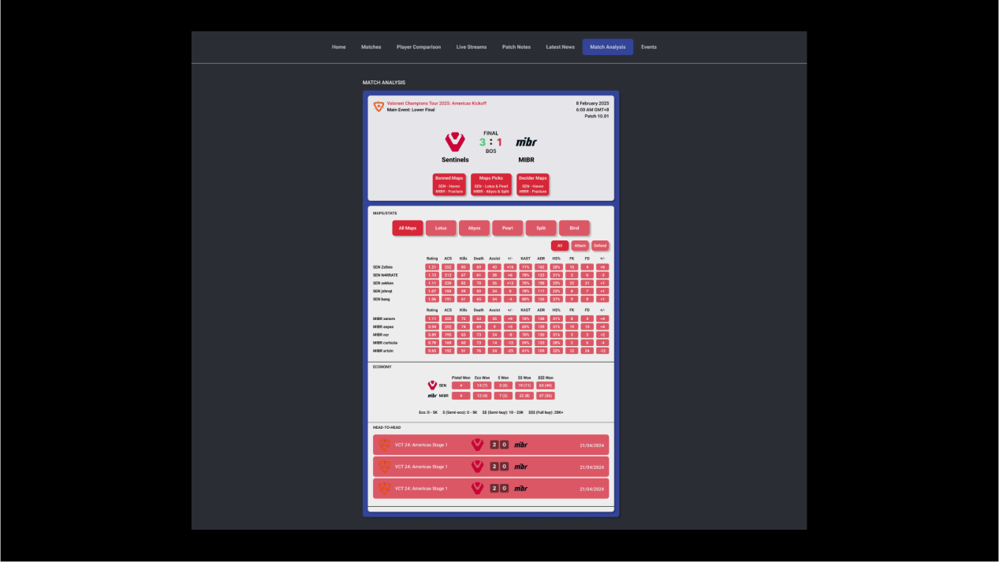 Home Matches Player Comparison Live Streams Patch Notes Latest News Match Analysis Events
MATCH ANALYSIS
Valorant Champions Tour 2025: Americas Kickoff
Main Event: Lower Final
8 February 2025
6:00 AM GMT+8
Patch 10.01
FINAL
3 : 1
BO5
Sentinels
mibr
MIBR
Banned Maps
SEN - Haven
MIBR - Fracture
Maps Picks
SEN - Lotus & Pearl
MIBR - Abyss & Split
Decider Maps
SEN - Haven
MIBR - Fracture
MAPS/STATS
All Maps Lotus Abyss Pearl Split Bind
All Attack Defend
Rating ACS Kills Death Assist +/- KAST ADR HS% FK FD +/-
SEN Zellsis 1.21 252 85 69 43 +16 71% 162 28% 10 4 +6
SEN N4RRATE 1.13 212 67 61 38 +6 78% 123 31% 3 6 -3
SEN zekken 1.11 239 82 70 26 +12 70% 158 25% 22 21 +1
SEN johnqt 1.07 169 59 59 34 0 78% 117 23% 8 7 +1
SEN bang 1.06 191 61 65 54 -4 80% 126 37% 9 8 +1
Rating ACS Kills Death Assist +/- KAST ADR HS% FK FD +/-
MIBR xenom 1.11 205 72 63 35 +9 76% 138 31% 8 4 +4
MIBR aspas 0.94 202 74 69 9 +5 69% 129 31% 19 15 +4
MIBR 0.89 195 65 73 24 70% 130 31% 5 3 +2
MIBR cortezia 0.78 169 60 73 14 59% 123 28% 2 6 -4
MIBR artzin 0.65 152 51 76 24 -25 61% 109 22% 12 24 -12
ECONOMY
Pistol Won Eco Won $ Won $$ Won $$$ Won
SEN 4 13 (7) 3 (0) 19 (11) 63 (40)
mibr MIBR 4 12 (4) 7 (2) 22 (8) 57 (26)
Eco: 0 - 5K $ (Semi-eco): 0 - 5K $$ (Semi-buy): 10 - 20K $$$ (Full buy): 20K+
HEAD-TO-HEAD
VCT 24: Americas Stage 1 2 0 mibr 21/04/2024
VCT 24: Americas Stage 1 2 0 mibr 21/04/2024
VCT 24: Americas Stage 1 2 0 mibr 21/04/2024